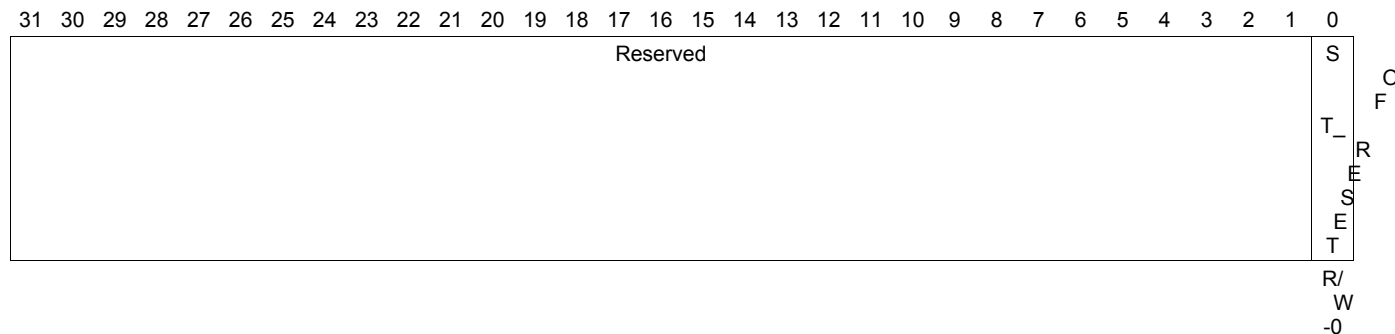 31 30 29 28 27 26 25 24 23 22 21 20 19 18 17 16 15 14 13 12 11 10 9 8 7 6 5 4 3 2 1 0
Reserved S
O
F
T_
R
E
S
E
T
R/
W
-0